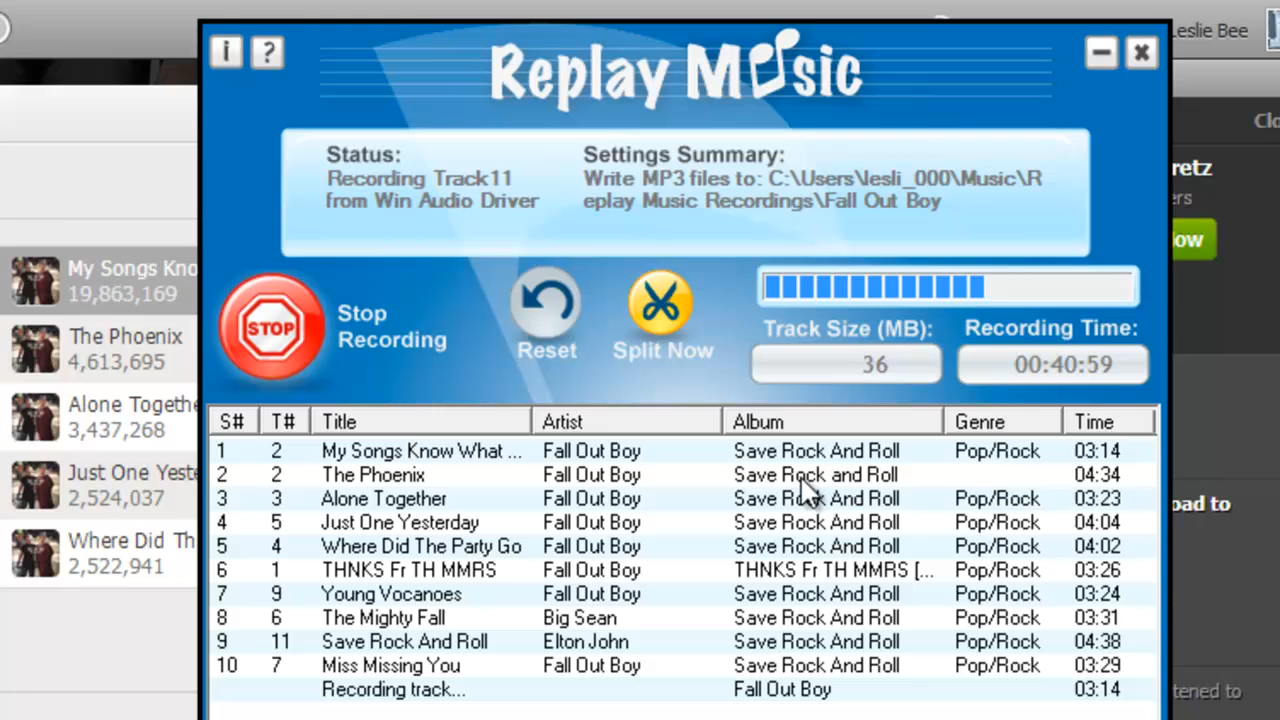 Leslie Bee
i
?
Replay Music
Status:
Recording Track11
from Win Audio Driver
Settings Summary:
Write MP3 files to: C:\Users\lesli_000\Music\R
eplay Music Recordings\Fall Out Boy
STOP
Stop
Recording
Reset
Split Now
Track Size (MB):
36
Recording Time:
00:40:59
S# T# Title Artist Album Genre Time
1 2 My Songs Know What ... Fall Out Boy Save Rock And Roll Pop/Rock 03:14
2 2 The Phoenix Fall Out Boy Save Rock and Roll 04:34
3 3 Alone Together Fall Out Boy Save Rock And Roll Pop/Rock 03:23
4 5 Just One Yesterday Fall Out Boy Save Rock And Roll Pop/Rock 04:04
5 4 Where Did The Party Go Fall Out Boy Save Rock And Roll Pop/Rock 04:02
6 1 THNKS Fr TH MMRS Fall Out Boy THNKS Fr TH MMRS [... Pop/Rock 03:26
7 9 Young Vocanoes Fall Out Boy Save Rock And Roll Pop/Rock 03:24
8 6 The Mighty Fall Big Sean Save Rock And Roll Pop/Rock 03:31
9 11 Save Rock And Roll Elton John Save Rock And Roll Pop/Rock 04:38
10 7 Miss Missing You Fall Out Boy Save Rock And Roll Pop/Rock 03:29
Recording track... Fall Out Boy 03:14
My Songs Kno
19,863,169
The Phoenix
4,613,695
Alone Togethe
3,437,268
Just One Yeste
2,524,037
Where Did Th
2,522,941
Clo
retz
ers
low
oad to
tened to